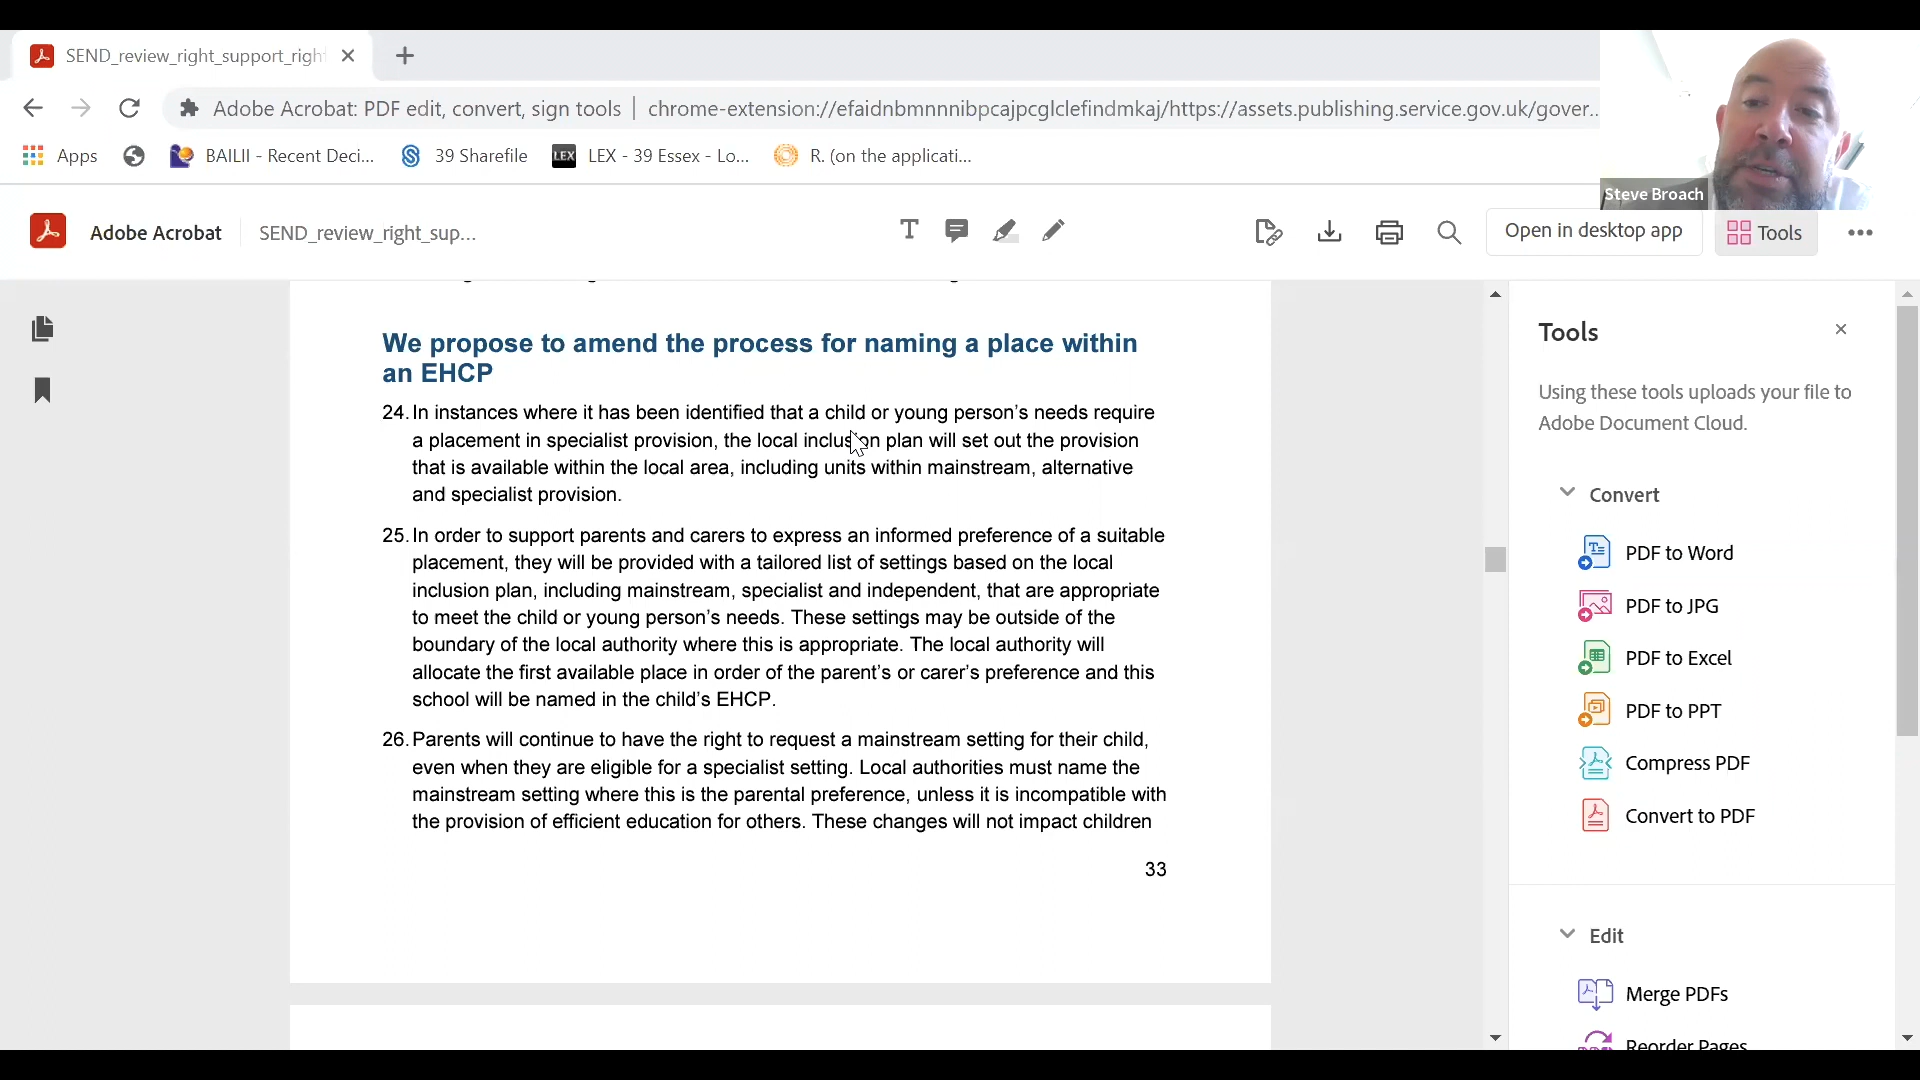 SEND_review_right_support_righ
Adobe Acrobat: PDF edit, convert, sign tools | chrome-extension://efaidnbmnnnibpcajpcglclefindmkaj/https://assets.publishing.service.gov.uk/gover...
Apps
BAILII - Recent Deci...
39 Sharefile
LEX
LEX - 39 Essex - Lo...
R. (on the applicati...
Steve Broach
Adobe Acrobat
SEND_review_right_sup...
T
Open in desktop app
Tools
We propose to amend the process for naming a place within
an EHCP
24. In instances where it has been identified that a child or young person's needs require
a placement in specialist provision, the local inclusion plan will set out the provision
that is available within the local area, including units within mainstream, alternative
and specialist provision.
25. In order to support parents and carers to express an informed preference of a suitable
placement, they will be provided with a tailored list of settings based on the local
inclusion plan, including mainstream, specialist and independent, that are appropriate
to meet the child or young person's needs. These settings may be outside of the
boundary of the local authority where this is appropriate. The local authority will
allocate the first available place in order of the parent's or carer's preference and this
school will be named in the child's EHCP.
26. Parents will continue to have the right to request a mainstream setting for their child,
even when they are eligible for a specialist setting. Local authorities must name the
mainstream setting where this is the parental preference, unless it is incompatible with
the provision of efficient education for others. These changes will not impact children
33
Tools
Using these tools uploads your file to
Adobe Document Cloud.
Convert
PDF to Word
PDF to JPG
PDF to Excel
PDF to PPT
Compress PDF
Convert to PDF
Edit
Merge PDFs
Reorder Pages